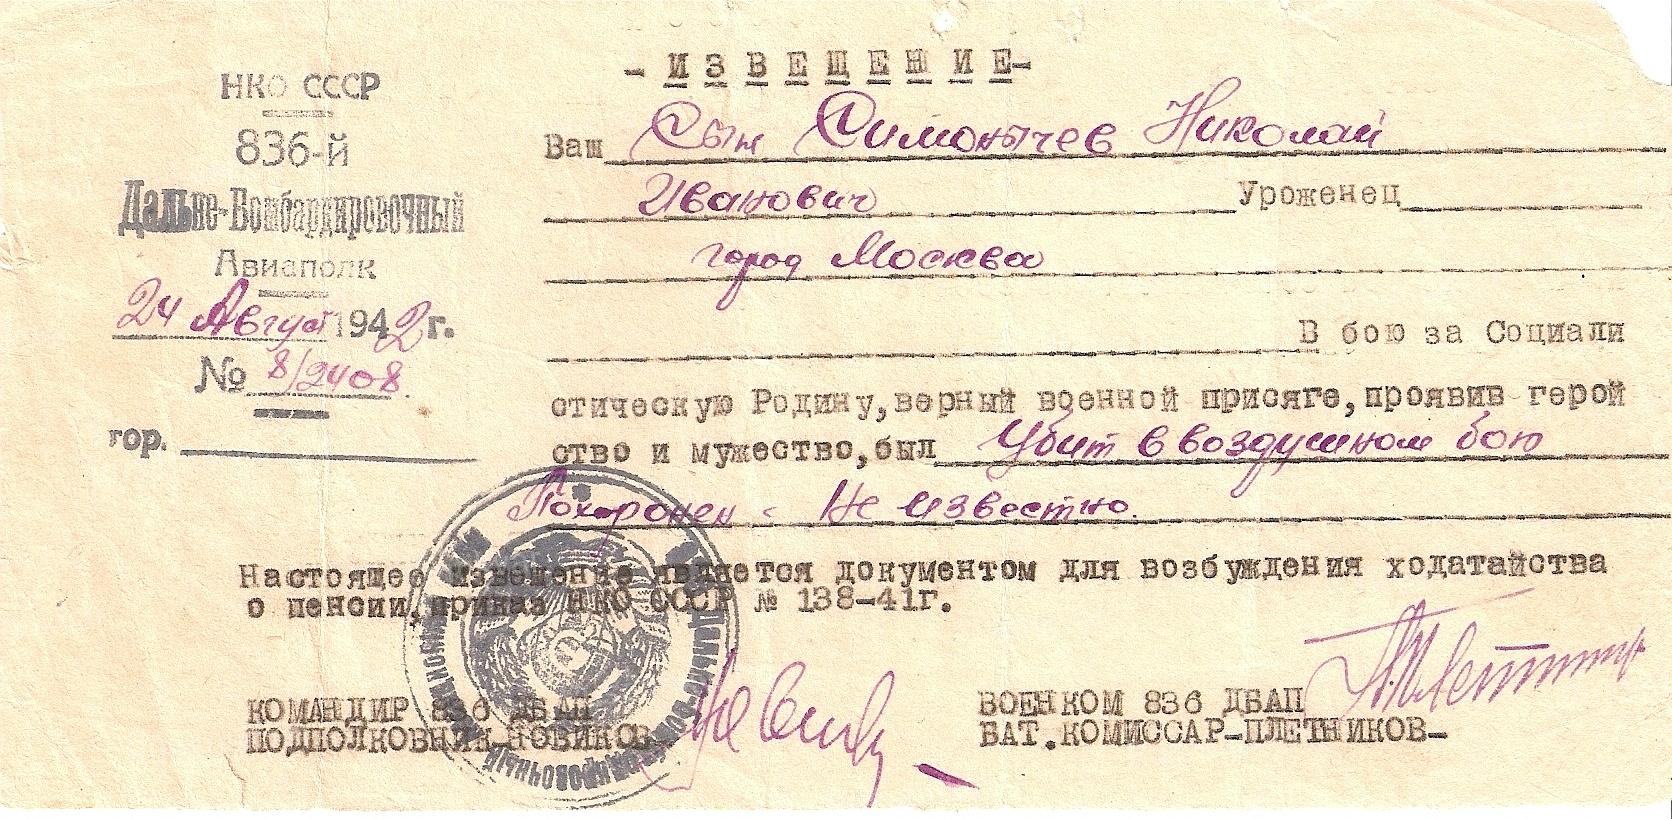 НКО СССР
836-й
Дальне-Бомбардировочный
Авиаполк
24 Август 1942 г.
№ 8/2408
гор.
- ИЗВЕЩЕНИЕ -
Ваш Сын Симонычев Николай
Иванович Уроженец
город Москва
В бою за Социали
стическую Родину, верный военной присяге, проявив герой
ство и мужество, был Убит в воздушном бою
Похоронен - Не известно.
Настоящее извещение является документом для возбуждения ходатайства
о пенсии, приказ НКО СССР № 138-41г.
КОМАНДИР 836 ДБАП
ПОДПОЛКОВНИК-НОВИКОВ
ВОЕНКОМ 836 ДБАП
БАТ. КОМИССАР-ПЛЕТНИКОВ-